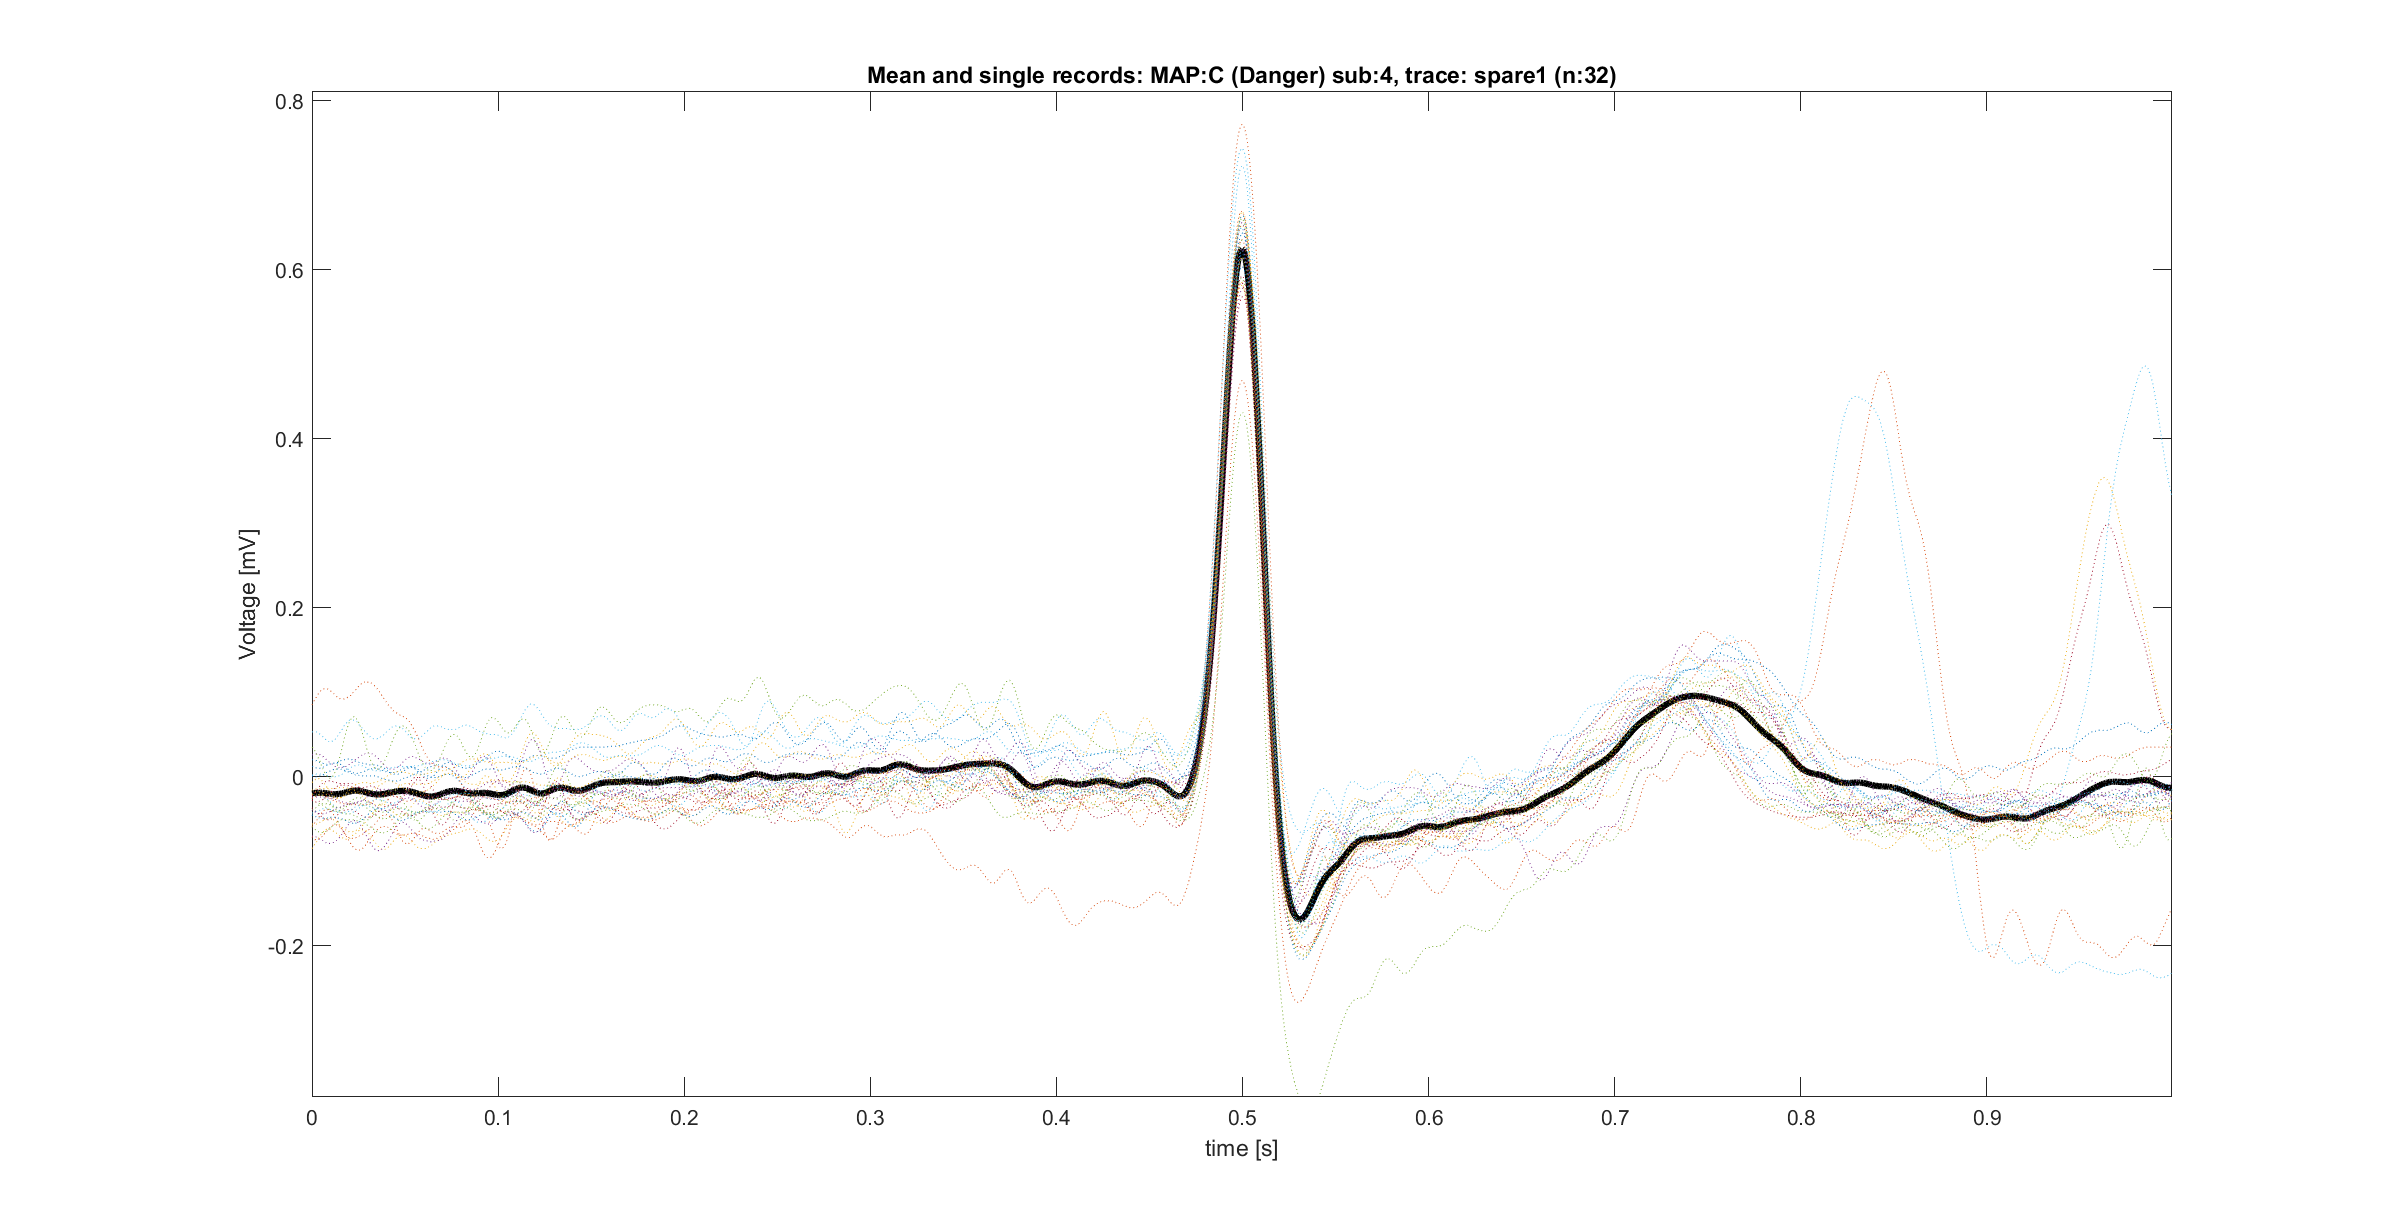 Mean and single records: MAP:C (Danger) sub:4, trace: spare1 (n:32)
0.8
0.6
0.4
0.2
0
-0.2
Voltage [mV]
0 0.1 0.2 0.3 0.4 0.5 0.6 0.7 0.8 0.9
time [s]